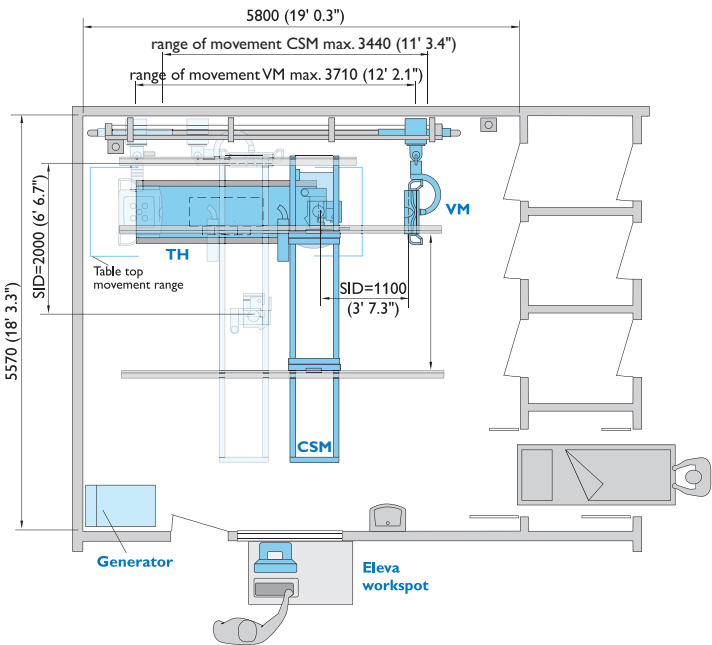 5800 (19' 0.3")
range of movement CSM max. 3440 (11' 3.4")
range of movement VM max. 3710 (12' 2.1")
5570 (18' 3.3")
SID=2000 (6' 6.7")
VM
TH
Table top
movement range
SID=1100
(3' 7.3")
CSM
Generator
Eleva
workspot